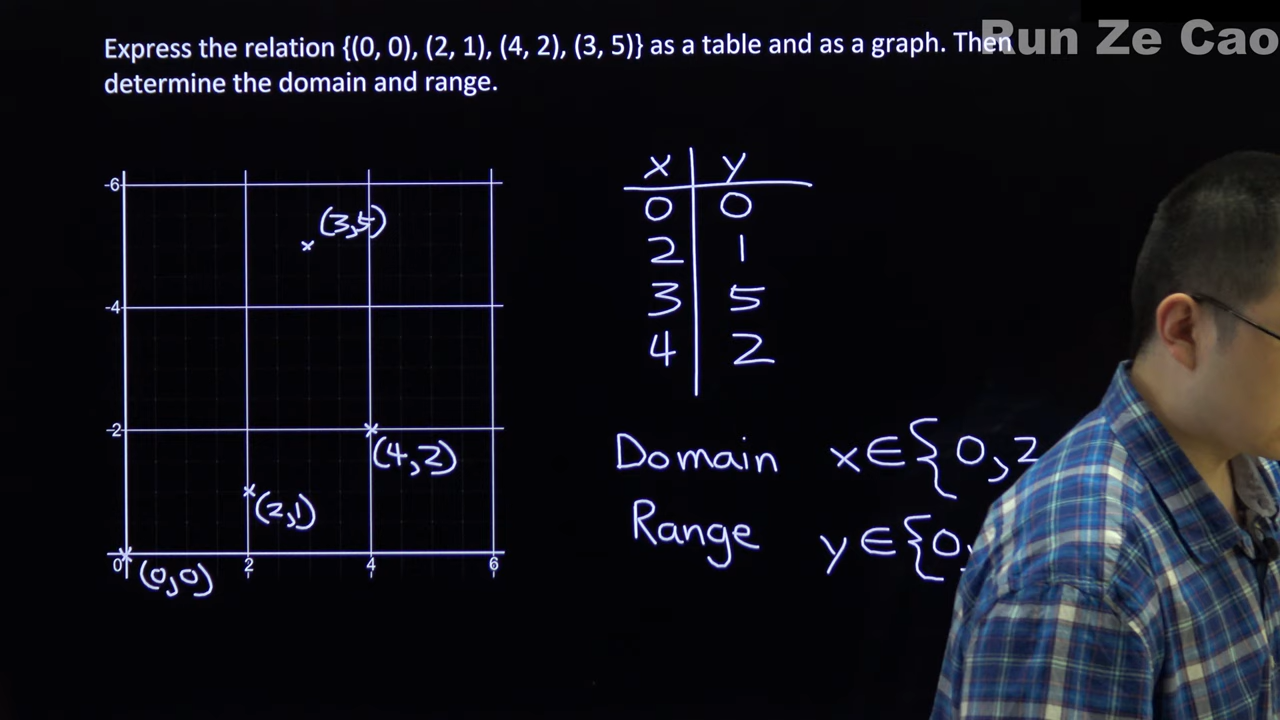 Run Ze Cao
Express the relation {(0, 0), (2, 1), (4, 2), (3, 5)} as a table and as a graph. Then
determine the domain and range.
-6
-4
-2
0
2
4
6
(3,5)
(4,2)
(2,1)
(0,0)
x y
0 0
2 1
3 5
4 2
Domain x∈{0,2
Range y∈{0,